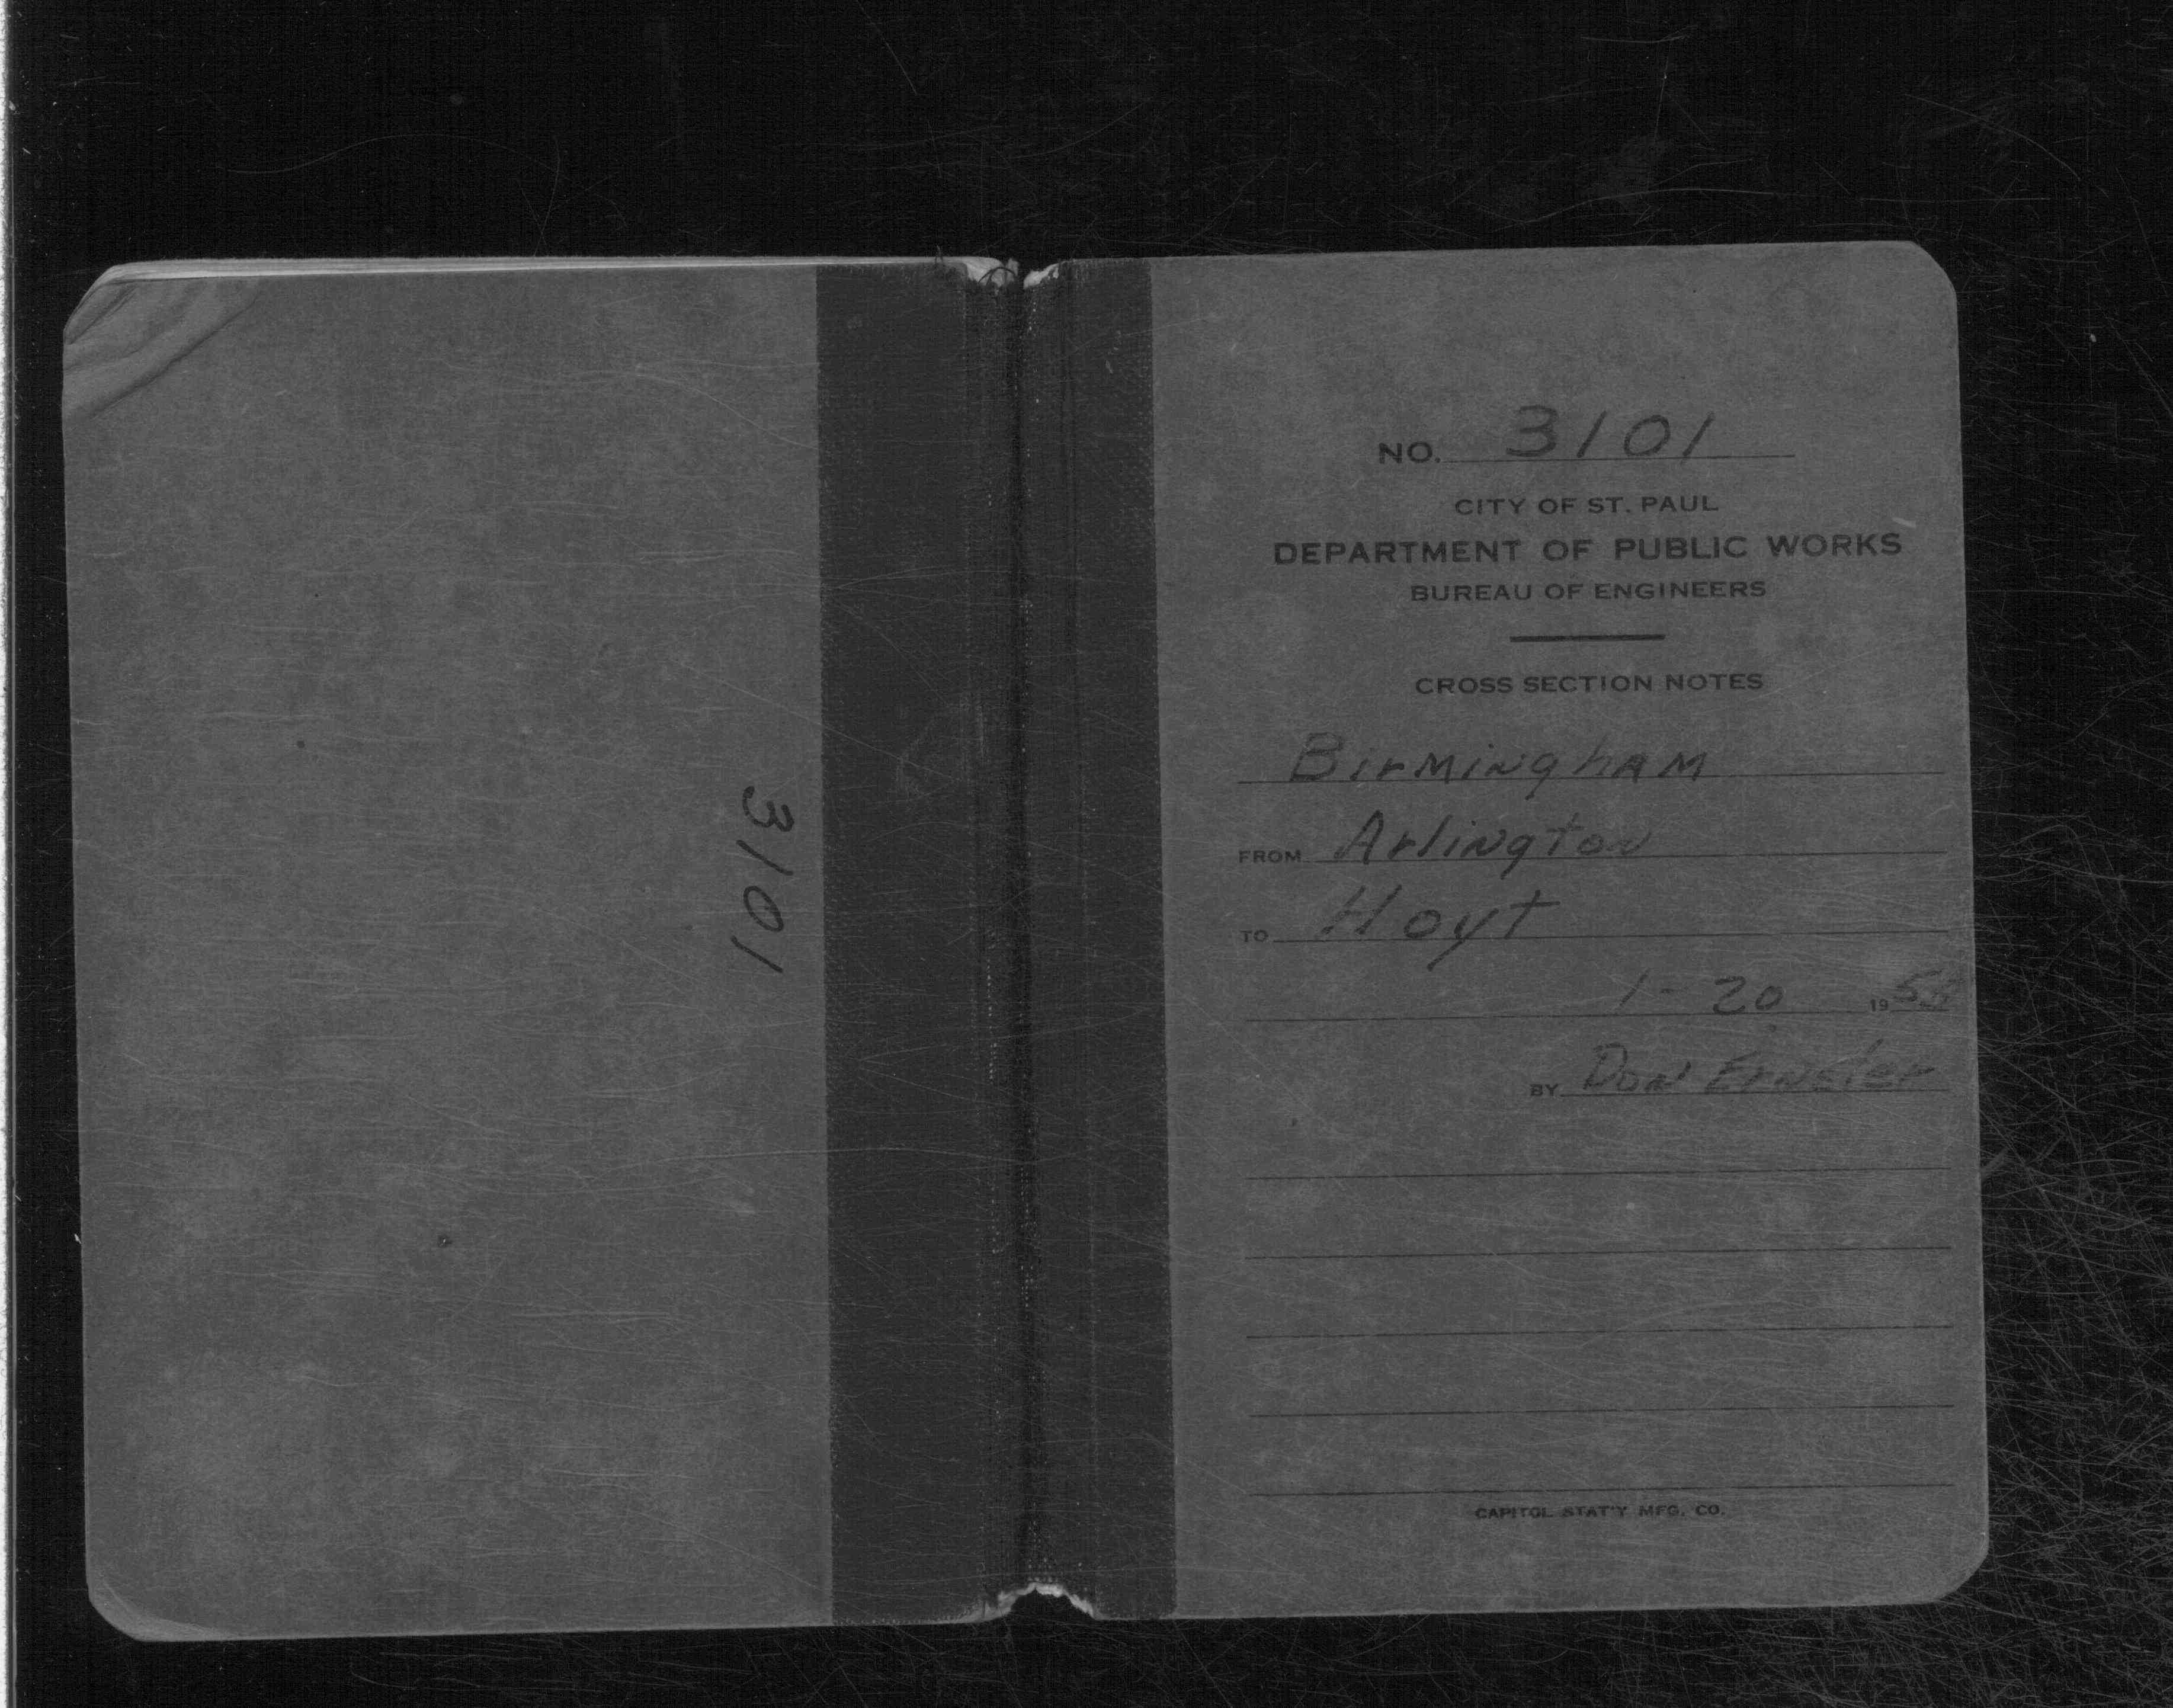 3101
NO. 3101
CITY OF ST. PAUL
DEPARTMENT OF PUBLIC WORKS
BUREAU OF ENGINEERS
CROSS SECTION NOTES
Birmingham
FROM Arlington
TO Hoyt
1-20 19
BY Don
CAPITOL STAT'Y MFG. CO.